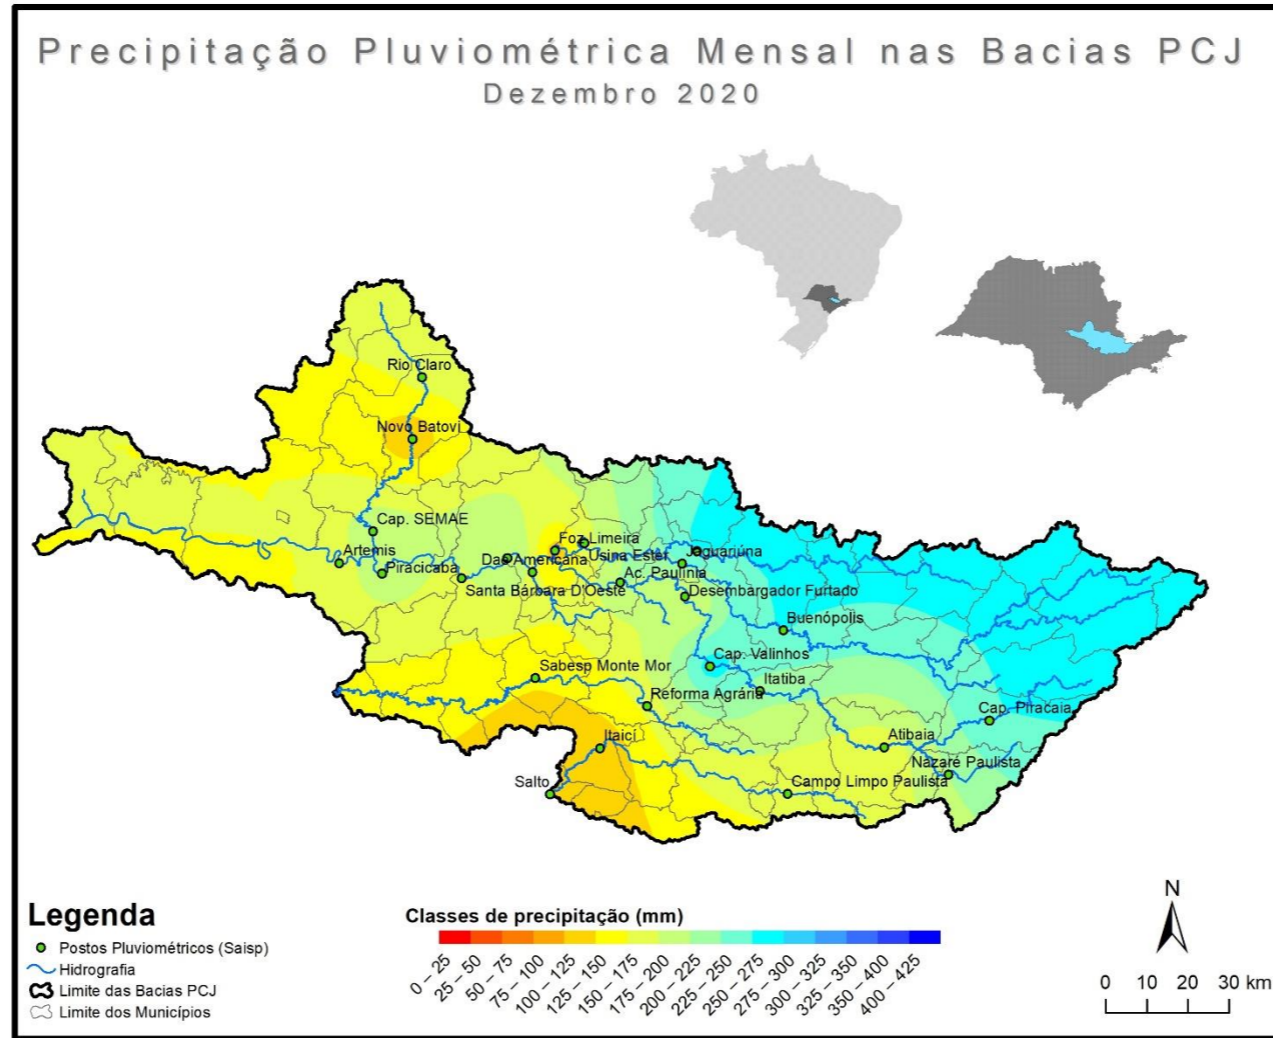 Precipitação Pluviométrica Mensal nas Bacias PCJ
Dezembro 2020
Rio Claro
Novo Batovi
Cap. SEMAE
Artemis
Piracicaba
Foz Limeira
Usina Ester
Jaguariúna
Dae Americana
Ac. Paulínia
Santa Bárbara D'Oeste
Desembargador Furtado
Buenópolis
Sabesp Monte Mor
Cap. Valinhos
Itatiba
Reforma Agrária
Cap. Piracaia
Itaicí
Atibaia
Nazaré Paulista
Salto
Campo Limpo Paulista
Legenda
Postos Pluviométricos (Saisp)
Hidrografia
Limite das Bacias PCJ
Limite dos Municípios
Classes de precipitação (mm)
0 – 25
25 – 50
50 – 75
75 – 100
100 – 125
125 – 150
150 – 175
175 – 200
200 – 225
225 – 250
250 – 275
275 – 300
300 – 325
325 – 350
350 – 400
400 – 425
N
0 10 20 30 km